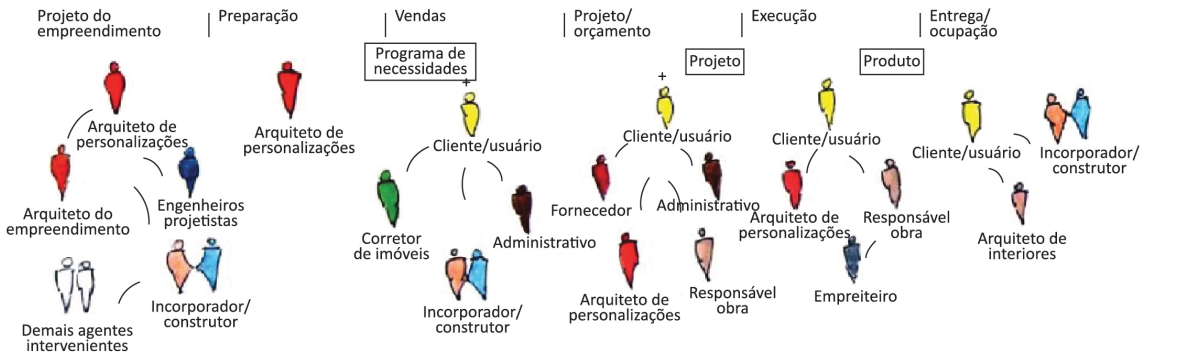 Projeto do
empreendimento
Preparação
Vendas
Projeto/
orçamento
Execução
Entrega/
ocupação
Programa de
necessidades
Projeto
Produto
Arquiteto de
personalizações
Arquiteto do
empreendimento
Engenheiros
projetistas
Incorporador/
construtor
Demais agentes
intervenientes
Arquiteto de
personalizações
+
Cliente/usuário
Corretor
de imóveis
Administrativo
Incorporador/
construtor
+
Cliente/usuário
Fornecedor
Administrativo
Arquiteto de
personalizações
Responsável
obra
Cliente/usuário
Arquiteto de
personalizações
Responsável
obra
Empreiteiro
Cliente/usuário
Incorporador/
construtor
Arquiteto de
interiores